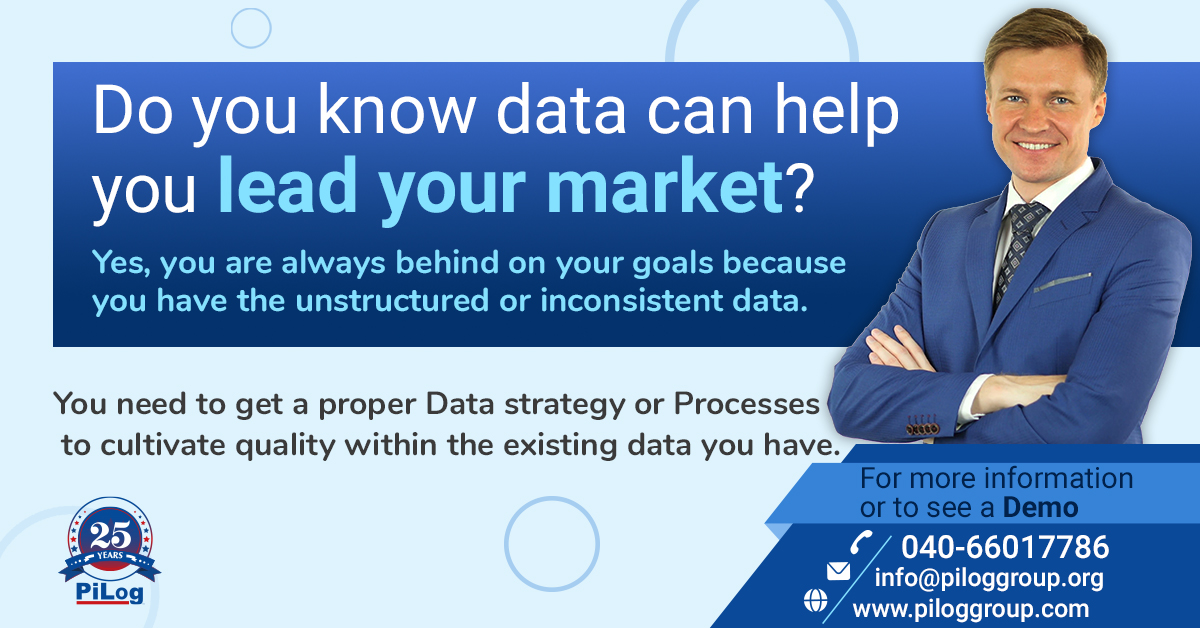 Do you know data can help
you lead your market?
Yes, you are always behind on your goals because
you have the unstructured or inconsistent data.
You need to get a proper Data strategy or Processes
to cultivate quality within the existing data you have.
25
YEARS
PiLog
For more information
or to see a Demo
040-66017786
info@piloggroup.org
www.piloggroup.com